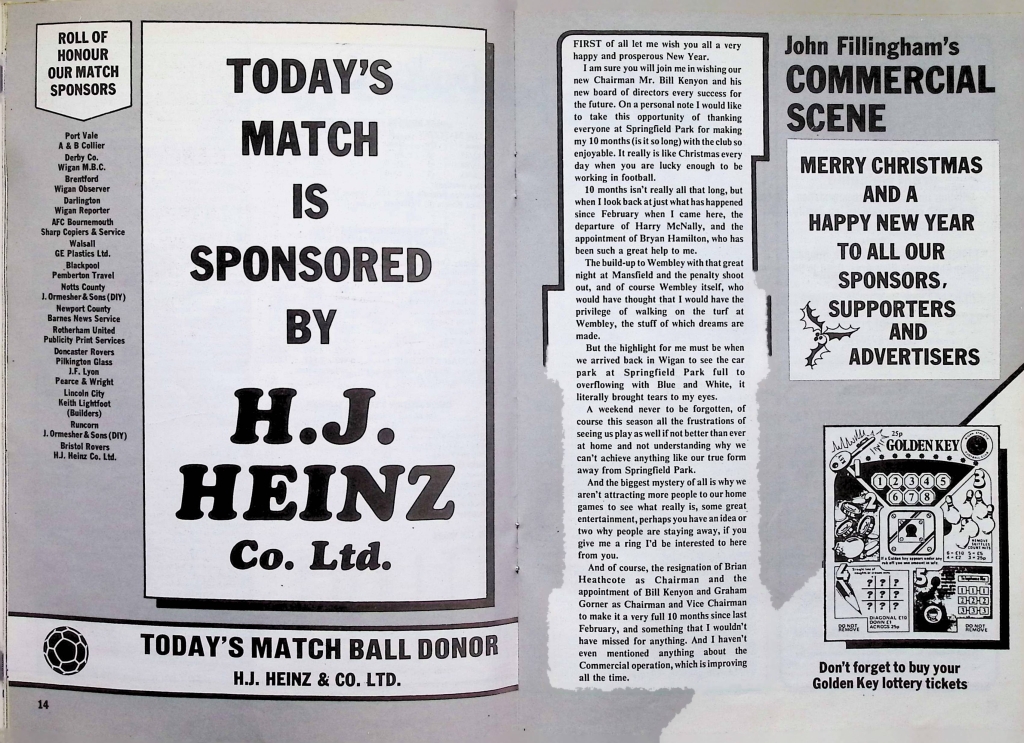 ROLL OF
HONOUR
OUR MATCH
SPONSORS
Port Vale
A & B Collier
Derby Co.
Wigan M.B.C.
Brentford
Wigan Observer
Darlington
Wigan Reporter
AFC Bournemouth
Sharp Copiers & Service
Walsall
GE Plastics Ltd.
Blackpool
Pemberton Travel
Notts County
J. Ormesher & Sons (DIY)
Newport County
Barnes News Service
Rotherham United
Publicity Print Services
Doncaster Rovers
Pilkington Glass
J.F. Lyon
Pearce & Wright
Lincoln City
Keith Lightfoot
(Builders)
Runcorn
J. Ormesher & Sons (DIY)
Bristol Rovers
H.J. Heinz Co. Ltd.
TODAY'S
MATCH
IS
SPONSORED
BY
H.J.
HEINZ
Co. Ltd.
TODAY'S MATCH BALL DONOR
H.J. HEINZ & CO. LTD.
14
FIRST of all let me wish you all a very
happy and prosperous New Year.
I am sure you will join me in wishing our
new Chairman Mr. Bill Kenyon and his
new board of directors every success for
the future. On a personal note I would like
to take this opportunity of thanking
everyone at Springfield Park for making
my 10 months (is it so long) with the club so
enjoyable. It really is like Christmas every
day when you are lucky enough to be
working in football.
10 months isn't really all that long, but
when I look back at just what has happened
since February when I came here, the
departure of Harry McNally, and the
appointment of Bryan Hamilton, who has
been such a great help to me.
The build-up to Wembley with that great
night at Mansfield and the penalty shoot
out, and of course Wembley itself, who
would have thought that I would have the
privilege of walking on the turf at
Wembley, the stuff of which dreams are
made.
But the highlight for me must be when
we arrived back in Wigan to see the car
park at Springfield Park full to
overflowing with Blue and White, it
literally brought tears to my eyes.
A weekend never to be forgotten, of
course this season all the frustrations of
seeing us play as well if not better than ever
at home and not understanding why we
can't achieve anything like our true form
away from Springfield Park.
And the biggest mystery of all is why we
aren't attracting more people to our home
games to see what really is, some great
entertainment, perhaps you have an idea or
two why people are staying away, if you
give me a ring I'd be interested to here
from you.
And of course, the resignation of Brian
Heathcote as Chairman and the
appointment of Bill Kenyon and Graham
Gorner as Chairman and Vice Chairman
to make it a very full 10 months since last
February, and something that I wouldn't
have missed for anything. And I haven't
even mentioned anything about the
Commercial operation, which is improving
all the time.
John Fillingham's
COMMERCIAL
SCENE
MERRY CHRISTMAS
AND A
HAPPY NEW YEAR
TO ALL OUR
SPONSORS,
SUPPORTERS
AND
ADVERTISERS
25p
GOLDEN KEY
1 2 3 4 5
6 7 8
2
3
REMOVE
SKITTLES
COUNT HITS
6 = £10 5 = £5
4 = £2 3 = 25p
4
? ? ?
? ? ?
? ? ?
DIAGONAL £10
DOWN £1
ACROSS 25p
DO NOT
REMOVE
5
1 1 1
2 2 2
3 3 3
DO NOT
REMOVE
Don't forget to buy your
Golden Key lottery tickets